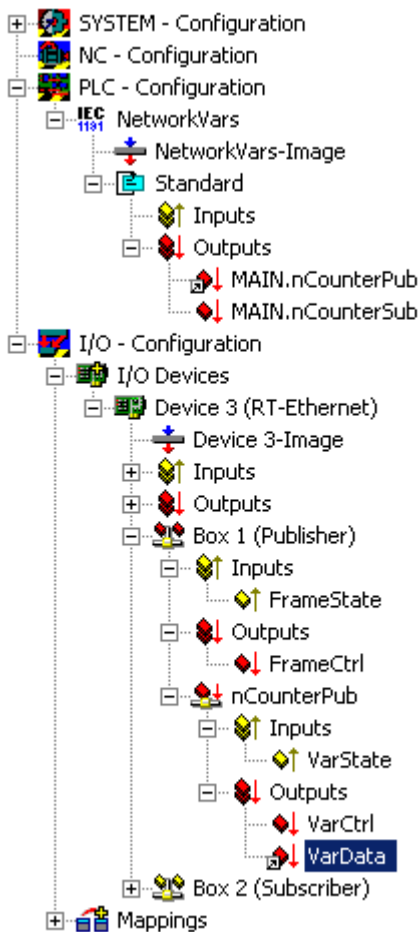 SYSTEM - Configuration
NC - Configuration
PLC - Configuration
IEC 1131 NetworkVars
NetworkVars-Image
Standard
Inputs
Outputs
MAIN.nCounterPub
MAIN.nCounterSub
I/O - Configuration
I/O Devices
Device 3 (RT-Ethernet)
Device 3-Image
Inputs
Outputs
Box 1 (Publisher)
Inputs
FrameState
Outputs
FrameCtrl
nCounterPub
Inputs
VarState
Outputs
VarCtrl
VarData
Box 2 (Subscriber)
Mappings